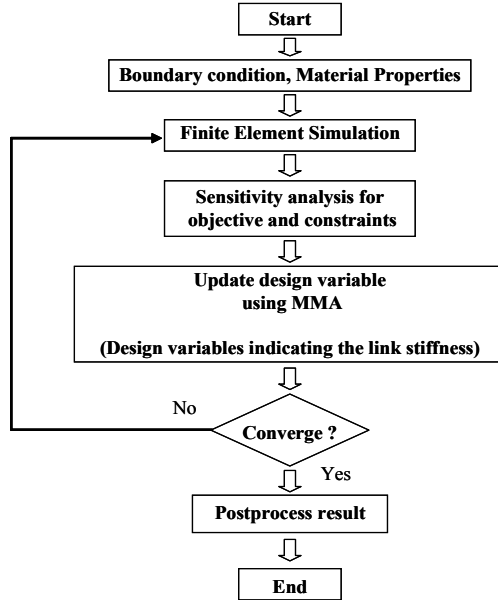 Start
Boundary condition, Material Properties
Finite Element Simulation
Sensitivity analysis for
objective and constraints
Update design variable
using MMA
(Design variables indicating the link stiffness)
No
Converge ?
Yes
Postprocess result
End